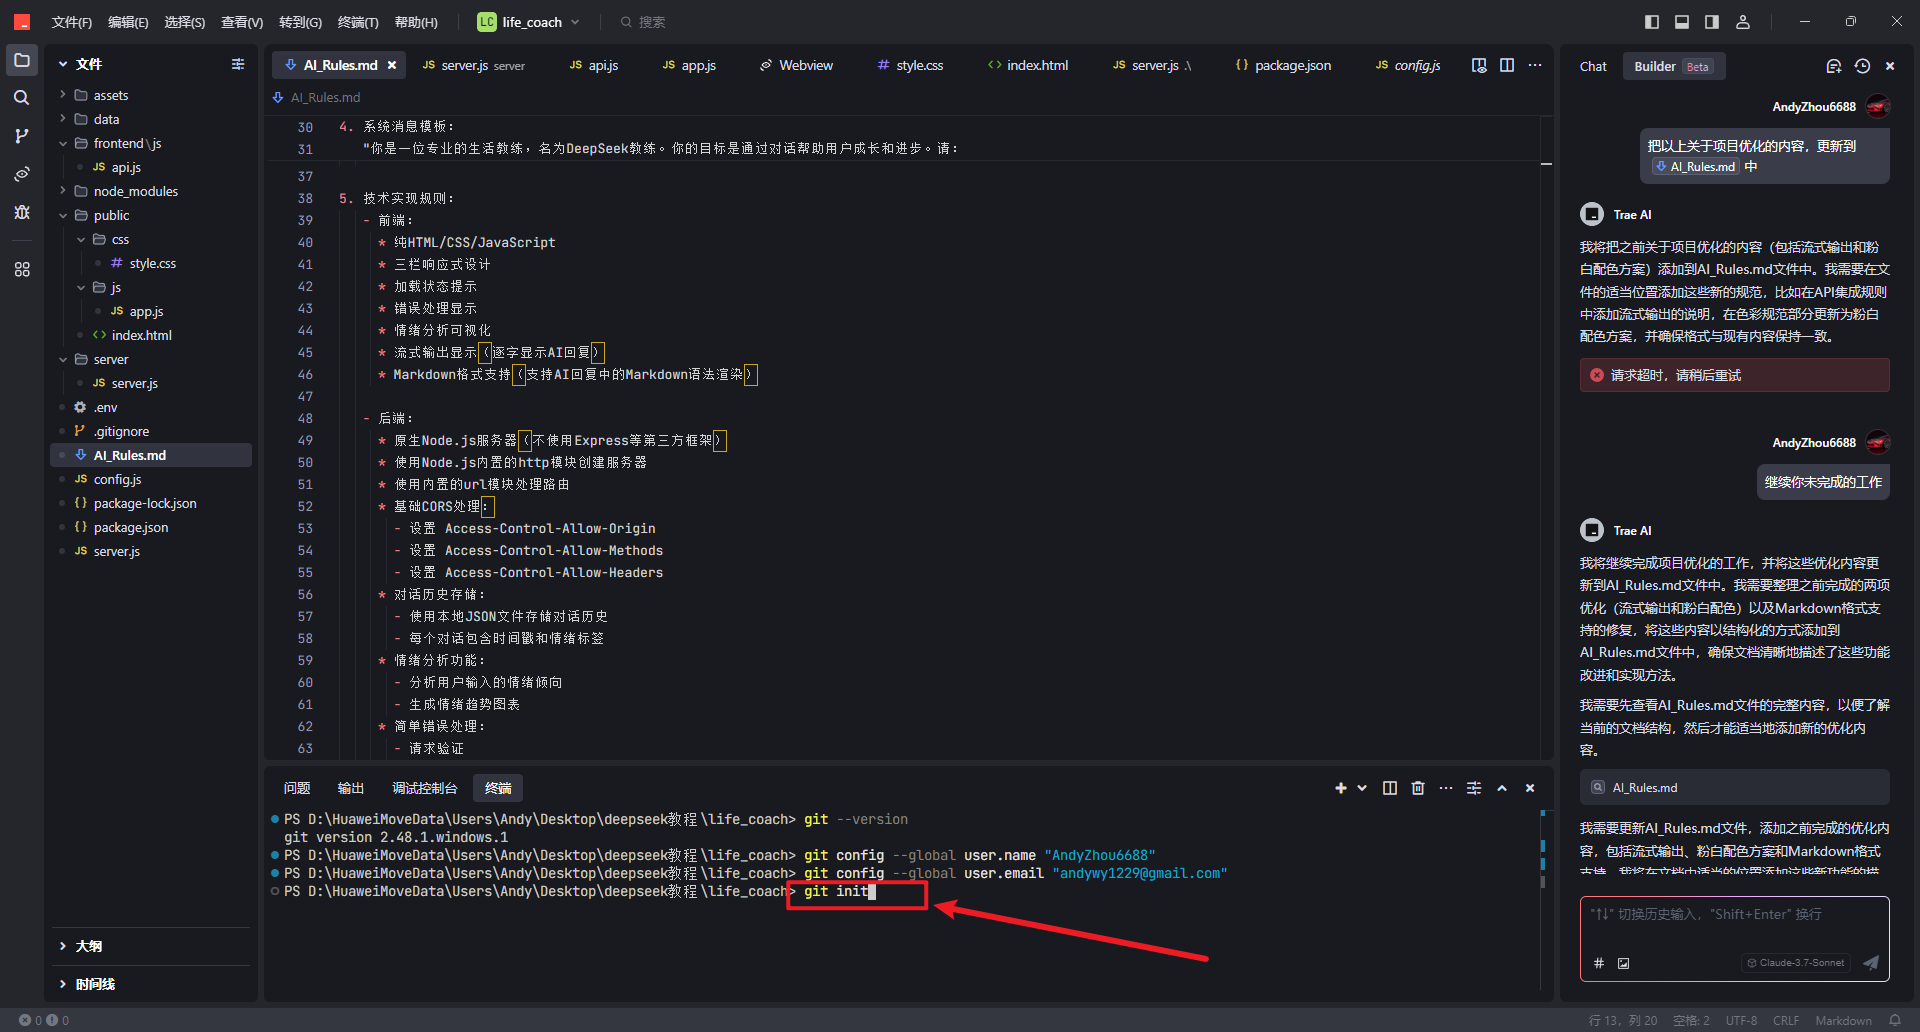 文件(F) 编辑(E) 选择(S) 查看(V) 转到(G) 终端(T) 帮助(H) LC life_coach 搜索
文件
assets
data
frontend\js
JS api.js
node_modules
public
css
# style.css
js
JS app.js
<> index.html
server
JS server.js
.env
.gitignore
AI_Rules.md
JS config.js
{} package-lock.json
{} package.json
JS server.js
大纲
时间线
AI_Rules.md JS server.js server JS api.js JS app.js Webview # style.css <> index.html JS server.js .\ {} package.json JS config.js
AI_Rules.md
30 4. 系统消息模板：
31 "你是一位专业的生活教练，名为DeepSeek教练。你的目标是通过对话帮助用户成长和进步。请：
37
38 5. 技术实现规则：
39 - 前端：
40 * 纯HTML/CSS/JavaScript
41 * 三栏响应式设计
42 * 加载状态提示
43 * 错误处理显示
44 * 情绪分析可视化
45 * 流式输出显示（逐字显示AI回复）
46 * Markdown格式支持（支持AI回复中的Markdown语法渲染）
47
48 - 后端：
49 * 原生Node.js服务器（不使用Express等第三方框架）
50 * 使用Node.js内置的http模块创建服务器
51 * 使用内置的url模块处理路由
52 * 基础CORS处理：
53 - 设置 Access-Control-Allow-Origin
54 - 设置 Access-Control-Allow-Methods
55 - 设置 Access-Control-Allow-Headers
56 * 对话历史存储：
57 - 使用本地JSON文件存储对话历史
58 - 每个对话包含时间戳和情绪标签
59 * 情绪分析功能：
60 - 分析用户输入的情绪倾向
61 - 生成情绪趋势图表
62 * 简单错误处理：
63 - 请求验证
问题 输出 调试控制台 终端
PS D:\HuaweiMoveData\Users\Andy\Desktop\deepseek教程\life_coach> git --version
git version 2.48.1.windows.1
PS D:\HuaweiMoveData\Users\Andy\Desktop\deepseek教程\life_coach> git config --global user.name "AndyZhou6688"
PS D:\HuaweiMoveData\Users\Andy\Desktop\deepseek教程\life_coach> git config --global user.email "andywy1229@gmail.com"
PS D:\HuaweiMoveData\Users\Andy\Desktop\deepseek教程\life_coach> git init
Chat Builder Beta
AndyZhou6688
把以上关于项目优化的内容，更新到
AI_Rules.md 中
Trae AI
我将把之前关于项目优化的内容（包括流式输出和粉
白配色方案）添加到AI_Rules.md文件中。我需要在文
件的适当位置添加这些新的规范，比如在API集成规则
中添加流式输出的说明，在色彩规范部分更新为粉白
配色方案，并确保格式与现有内容保持一致。
请求超时，请稍后重试
AndyZhou6688
继续你未完成的工作
Trae AI
我将继续完成项目优化的工作，并将这些优化内容更
新到AI_Rules.md文件中。我需要整理之前完成的两项
优化（流式输出和粉白配色）以及Markdown格式支
持的修复，将这些内容以结构化的方式添加到
AI_Rules.md文件中，确保文档清晰地描述了这些功能
改进和实现方法。
我需要先查看AI_Rules.md文件的完整内容，以便了解
当前的文档结构，然后才能适当地添加新的优化内
容。
AI_Rules.md
我需要更新AI_Rules.md文件，添加之前完成的优化内
容，包括流式输出、粉白配色方案和Markdown格式
支持。我将在文档中适当的位置添加这些新功能的描
"↑↓" 切换历史输入，"Shift+Enter" 换行
# Claude-3.7-Sonnet
0 0 行 13，列 20 空格: 2 UTF-8 CRLF Markdown